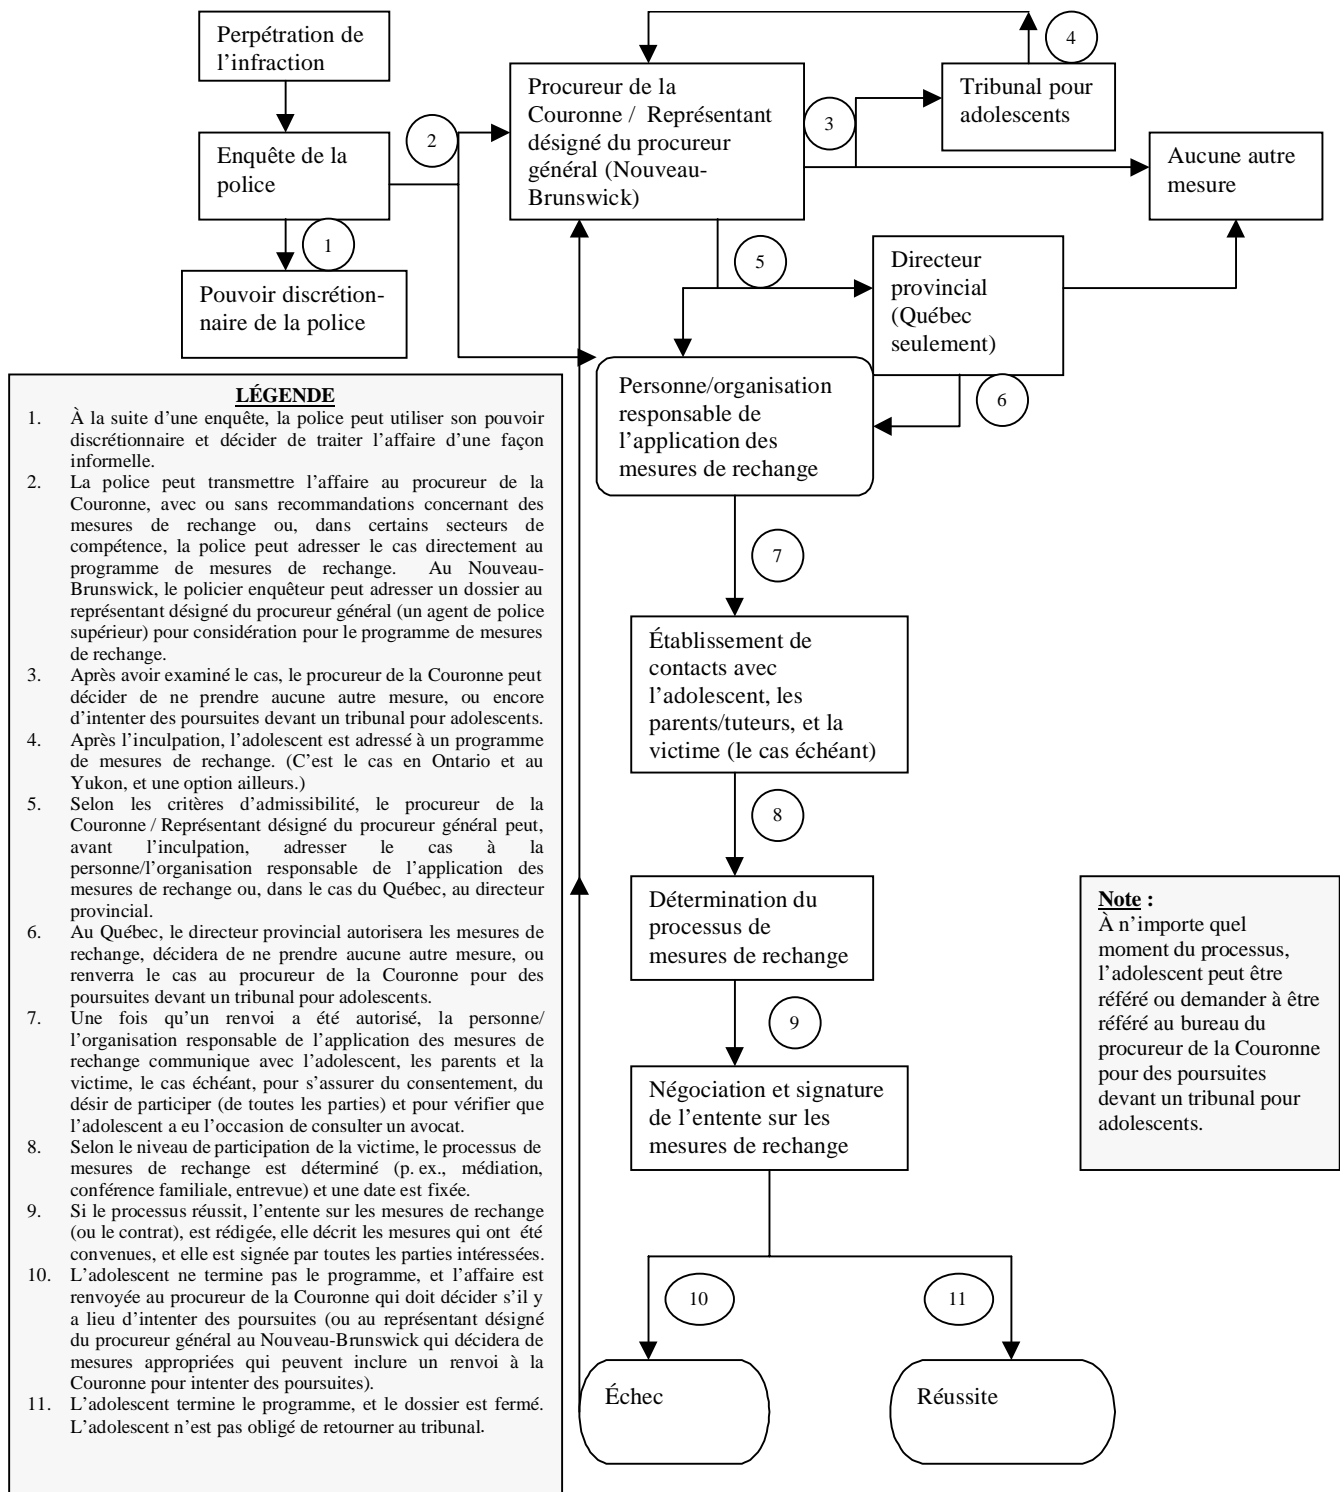 Perpétration de
l’infraction
Enquête de la
police
Pouvoir discrétion-
naire de la police
1
2
Procureur de la
Couronne / Représentant
désigné du procureur
général (Nouveau-
Brunswick)
3
4
Tribunal pour
adolescents
Aucune autre
mesure
5
Directeur
provincial
(Québec
seulement)
6
Personne/organisation
responsable de
l’application des
mesures de rechange
7
Établissement de
contacts avec
l’adolescent, les
parents/tuteurs, et la
victime (le cas échéant)
8
Détermination du
processus de
mesures de rechange
9
Négociation et signature
de l’entente sur les
mesures de rechange
10
11
Échec
Réussite
LÉGENDE
1. À la suite d’une enquête, la police peut utiliser son pouvoir
discrétionnaire et décider de traiter l’affaire d’une façon
informelle.
2. La police peut transmettre l’affaire au procureur de la
Couronne, avec ou sans recommandations concernant des
mesures de rechange ou, dans certains secteurs de
compétence, la police peut adresser le cas directement au
programme de mesures de rechange. Au Nouveau-
Brunswick, le policier enquêteur peut adresser un dossier au
représentant désigné du procureur général (un agent de police
supérieur) pour considération pour le programme de mesures
de rechange.
3. Après avoir examiné le cas, le procureur de la Couronne peut
décider de ne prendre aucune autre mesure, ou encore
d’intenter des poursuites devant un tribunal pour adolescents.
4. Après l’inculpation, l’adolescent est adressé à un programme
de mesures de rechange. (C’est le cas en Ontario et au
Yukon, et une option ailleurs.)
5. Selon les critères d’admissibilité, le procureur de la
Couronne / Représentant désigné du procureur général peut,
avant l’inculpation, adresser le cas à la
personne/l’organisation responsable de l’application des
mesures de rechange ou, dans le cas du Québec, au directeur
provincial.
6. Au Québec, le directeur provincial autorisera les mesures de
rechange, décidera de ne prendre aucune autre mesure, ou
renverra le cas au procureur de la Couronne pour des
poursuites devant un tribunal pour adolescents.
7. Une fois qu’un renvoi a été autorisé, la personne/
l’organisation responsable de l’application des mesures de
rechange communique avec l’adolescent, les parents et la
victime, le cas échéant, pour s’assurer du consentement, du
désir de participer (de toutes les parties) et pour vérifier que
l’adolescent a eu l’occasion de consulter un avocat.
8. Selon le niveau de participation de la victime, le processus de
mesures de rechange est déterminé (p. ex., médiation,
conférence familiale, entrevue) et une date est fixée.
9. Si le processus réussit, l’entente sur les mesures de rechange
(ou le contrat), est rédigée, elle décrit les mesures qui ont été
convenues, et elle est signée par toutes les parties intéressées.
10. L’adolescent ne termine pas le programme, et l’affaire est
renvoyée au procureur de la Couronne qui doit décider s’il y
a lieu d’intenter des poursuites (ou au représentant désigné
du procureur général au Nouveau-Brunswick qui décidera de
mesures appropriées qui peuvent inclure un renvoi à la
Couronne pour intenter des poursuites).
11. L’adolescent termine le programme, et le dossier est fermé.
L’adolescent n’est pas obligé de retourner au tribunal.
Note :
À n’importe quel
moment du processus,
l’adolescent peut être
référé ou demander à être
référé au bureau du
procureur de la Couronne
pour des poursuites
devant un tribunal pour
adolescents.